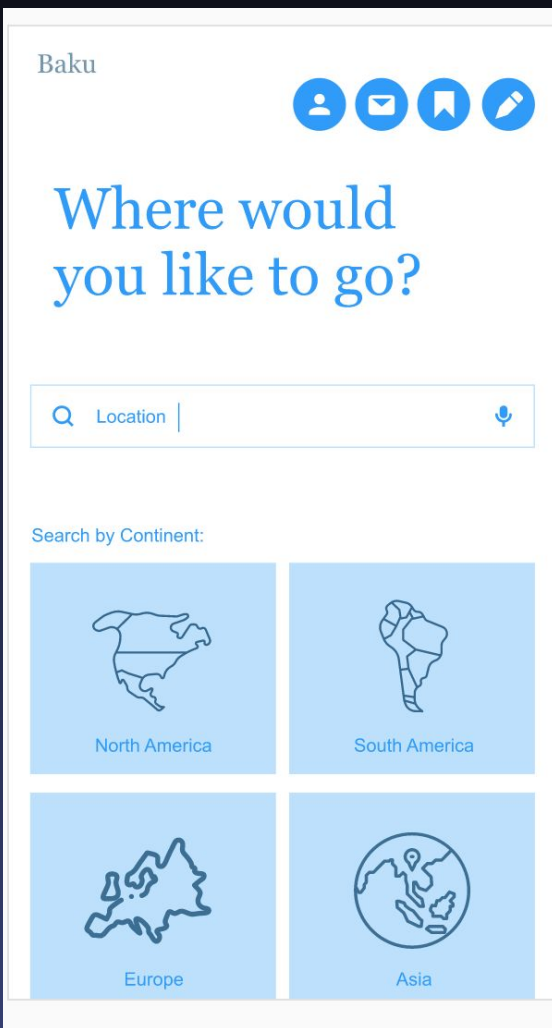 Baku
Where would
you like to go?
Location
Search by Continent:
North America
South America
Europe
Asia